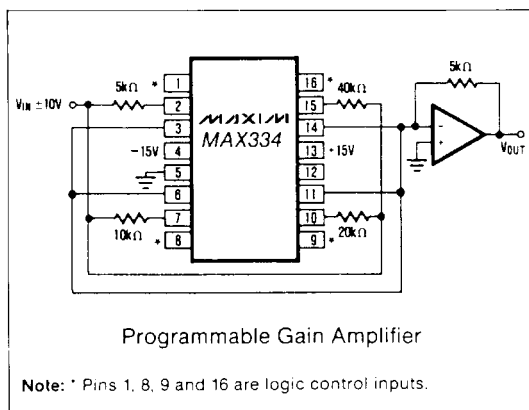 5kΩ
*
1
16
*
40kΩ
5kΩ
VIN ±10V
2
MAXIM
15
3
MAX334
14
-
-15V
4
13
+15V
+
VOUT
5
12
6
11
7
10
10kΩ
20kΩ
*
8
9
*
Programmable Gain Amplifier
Note: * Pins 1, 8, 9 and 16 are logic control inputs.